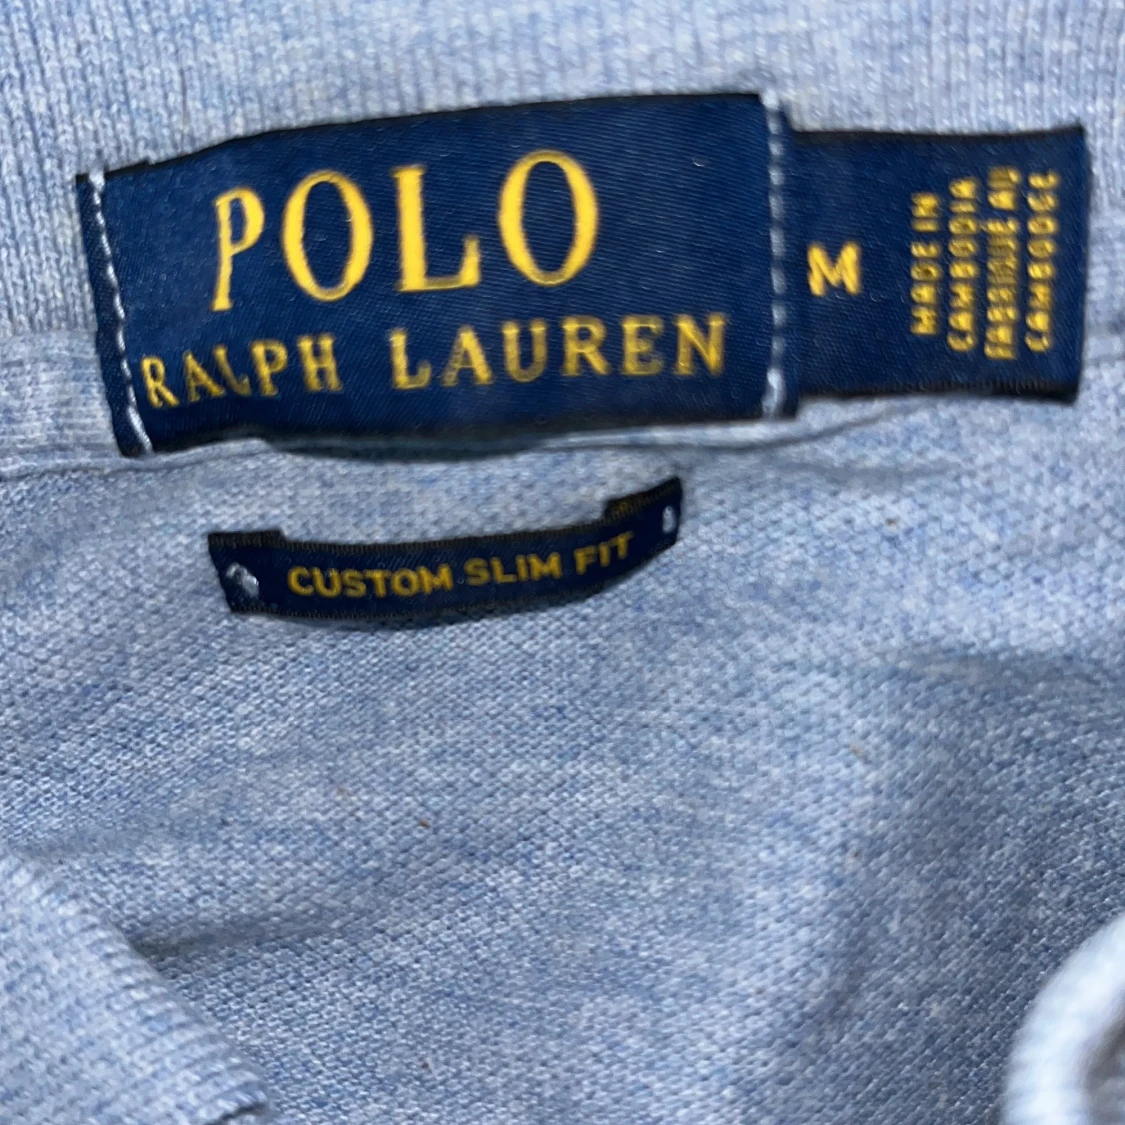 POLO
RALPH LAUREN
M
MADE IN
CAMBODIA
FABRIQUÉ AU
CAMBODGE
CUSTOM SLIM FIT